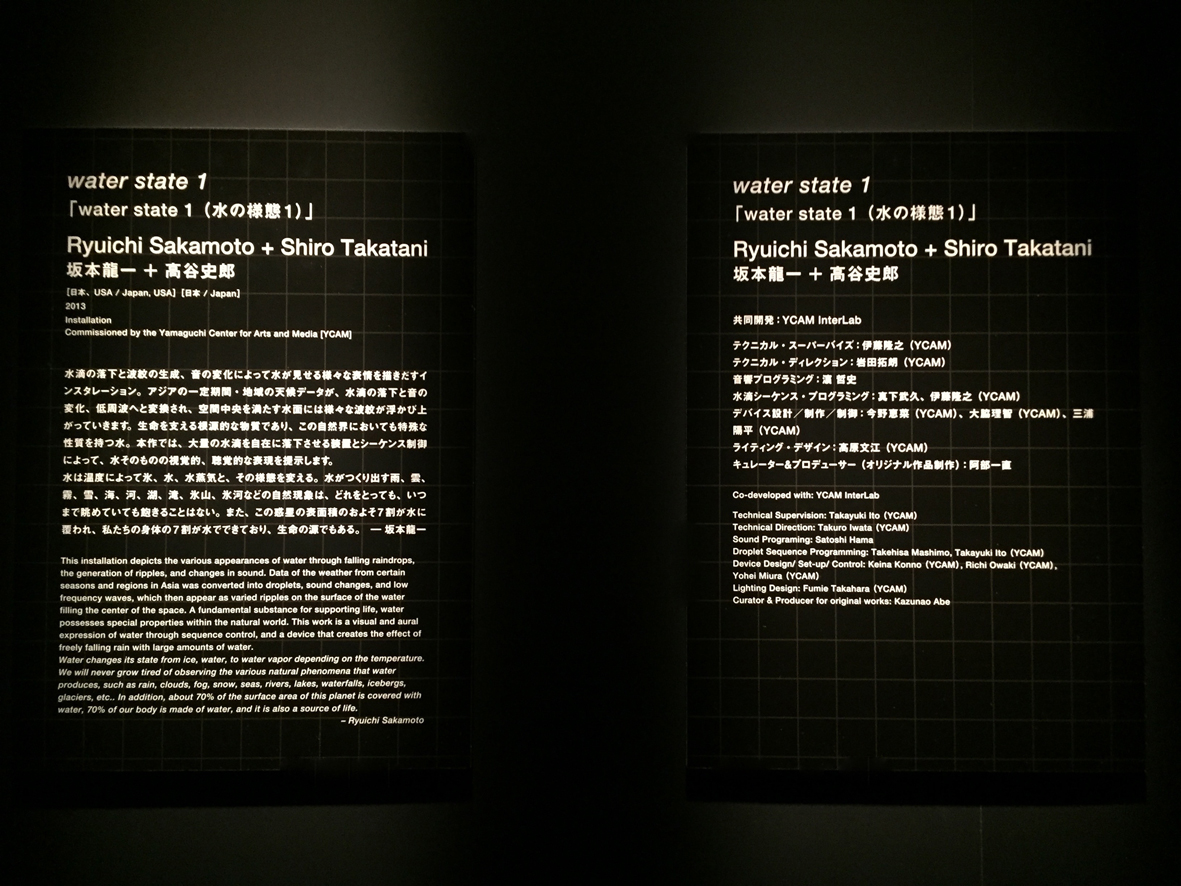 water state 1
「water state 1（水の様態1）」
Ryuichi Sakamoto + Shiro Takatani
坂本龍一 ＋ 高谷史郎
［日本、USA / Japan, USA］［日本 / Japan］
2013
Installation
Commissioned by the Yamaguchi Center for Arts and Media [YCAM]
水滴の落下と波紋の生成、音の変化によって水が見せる様々な表情を描きだすイ
ンスタレーション。アジアの一定期間・地域の天候データが、水滴の落下と音の
変化、低周波へと変換され、空間中央を満たす水面には様々な波紋が浮かび上
がっていきます。生命を支える根源的な物質であり、この自然界においても特殊な
性質を持つ水。本作では、大量の水滴を自在に落下させる装置とシーケンス制御
によって、水そのものの視覚的、聴覚的な表現を提示します。
水は温度によって氷、水、水蒸気と、その様態を変える。水がつくり出す雨、雲、
霧、雪、海、河、湖、滝、氷山、氷河などの自然現象は、どれをとっても、いつ
まで眺めていても飽きることはない。また、この惑星の表面積のおよそ7割が水に
覆われ、私たちの身体の7割が水でできており、生命の源でもある。 — 坂本龍一
This installation depicts the various appearances of water through falling raindrops,
the generation of ripples, and changes in sound. Data of the weather from certain
seasons and regions in Asia was converted into droplets, sound changes, and low
frequency waves, which then appear as varied ripples on the surface of the water
filling the center of the space. A fundamental substance for supporting life, water
possesses special properties within the natural world. This work is a visual and aural
expression of water through sequence control, and a device that creates the effect of
freely falling rain with large amounts of water.
Water changes its state from ice, water, to water vapor depending on the temperature.
We will never grow tired of observing the various natural phenomena that water
produces, such as rain, clouds, fog, snow, seas, rivers, lakes, waterfalls, icebergs,
glaciers, etc.. In addition, about 70% of the surface area of this planet is covered with
water, 70% of our body is made of water, and it is also a source of life.
– Ryuichi Sakamoto
water state 1
「water state 1（水の様態1）」
Ryuichi Sakamoto + Shiro Takatani
坂本龍一 ＋ 高谷史郎
共同開発：YCAM InterLab
テクニカル・スーパーバイズ：伊藤隆之（YCAM）
テクニカル・ディレクション：岩田拓朗（YCAM）
音響プログラミング：濱 哲史
水滴シーケンス・プログラミング：真下武久、伊藤隆之（YCAM）
デバイス設計／制作／制御：今野恵菜（YCAM）、大脇理智（YCAM）、三浦
陽平（YCAM）
ライティング・デザイン：高原文江（YCAM）
キュレーター&プロデューサー（オリジナル作品制作）：阿部一直
Co-developed with: YCAM InterLab
Technical Supervision: Takayuki Ito（YCAM）
Technical Direction: Takuro Iwata（YCAM）
Sound Programing: Satoshi Hama
Droplet Sequence Programming: Takehisa Mashimo, Takayuki Ito（YCAM）
Device Design/ Set-up/ Control: Keina Konno（YCAM）, Richi Owaki（YCAM）,
Yohei Miura（YCAM）
Lighting Design: Fumie Takahara（YCAM）
Curator & Producer for original works: Kazunao Abe